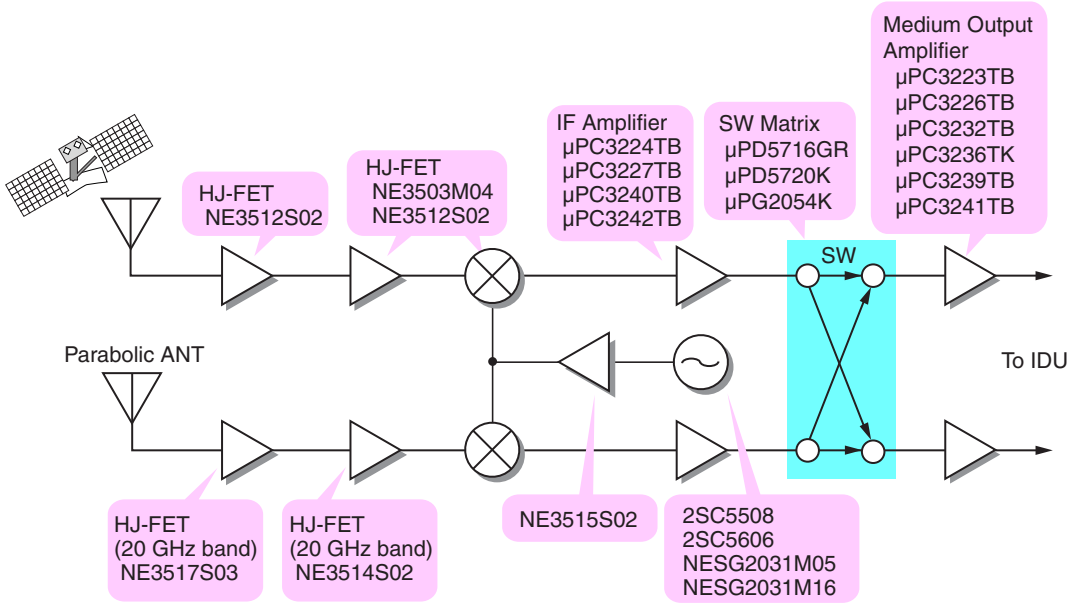 Medium Output
Amplifier
µPC3223TB
µPC3226TB
µPC3232TB
µPC3236TK
µPC3239TB
µPC3241TB
IF Amplifier
µPC3224TB
µPC3227TB
µPC3240TB
µPC3242TB
SW Matrix
µPD5716GR
µPD5720K
µPG2054K
HJ-FET
NE3503M04
NE3512S02
HJ-FET
NE3512S02
SW
Parabolic ANT
To IDU
HJ-FET
(20 GHz band)
NE3517S03
HJ-FET
(20 GHz band)
NE3514S02
NE3515S02
2SC5508
2SC5606
NESG2031M05
NESG2031M16